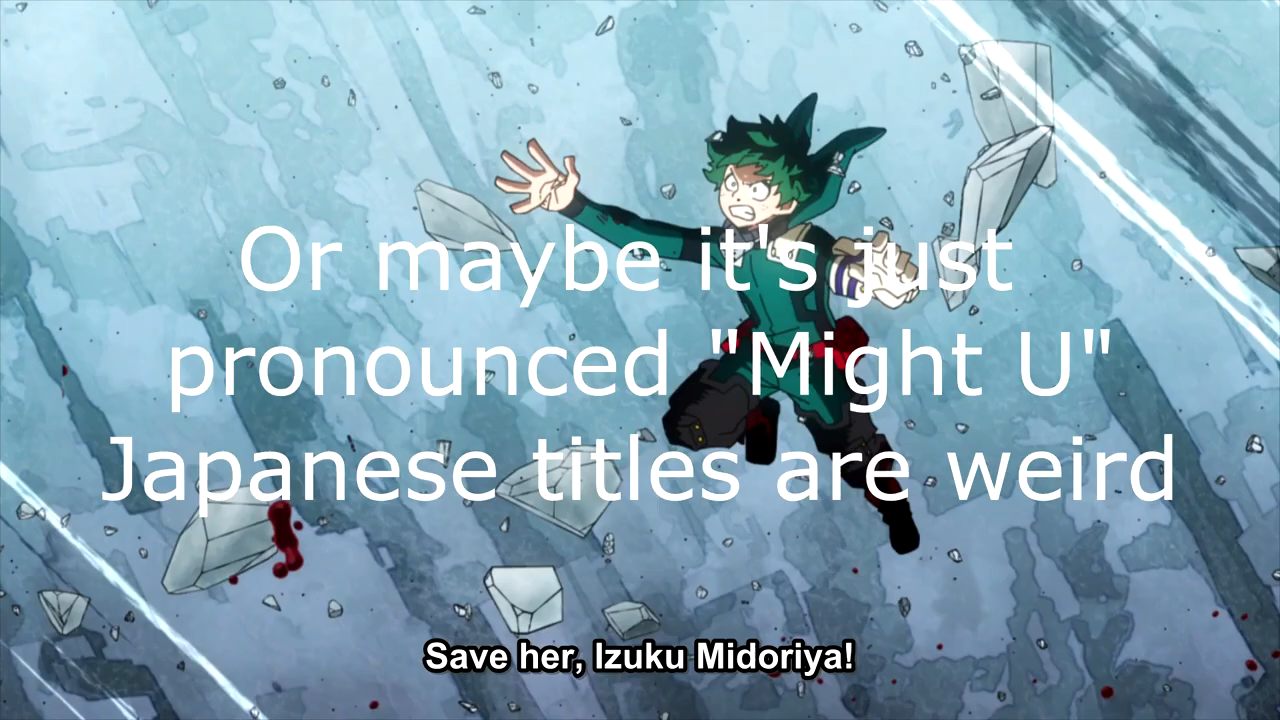 Or maybe it's just
pronounced "Might U"
Japanese titles are weird
Save her, Izuku Midoriya!